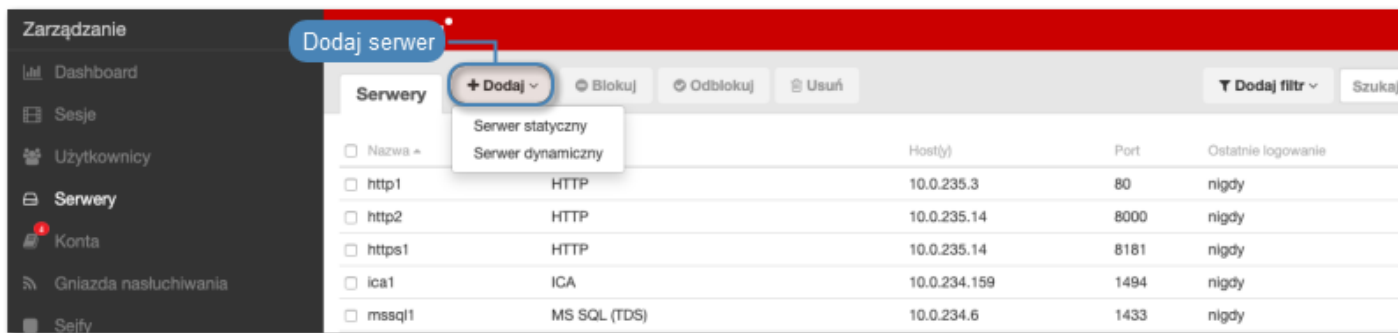 Zarządzanie
Dodaj serwer
Dashboard
Serwery
+ Dodaj
Blokuj
Odblokuj
Usuń
Dodaj filtr
Szukaj
Sesje
Serwer statyczny
Serwer dynamiczny
Użytkownicy
Nazwa Host(y) Port Ostatnie logowanie
Serwery
http1 HTTP 10.0.235.3 80 nigdy
http2 HTTP 10.0.235.14 8000 nigdy
Konta
https1 HTTP 10.0.235.14 8181 nigdy
Gniazda nasłuchiwania
ica1 ICA 10.0.234.159 1494 nigdy
Sejfy
mssql1 MS SQL (TDS) 10.0.234.6 1433 nigdy